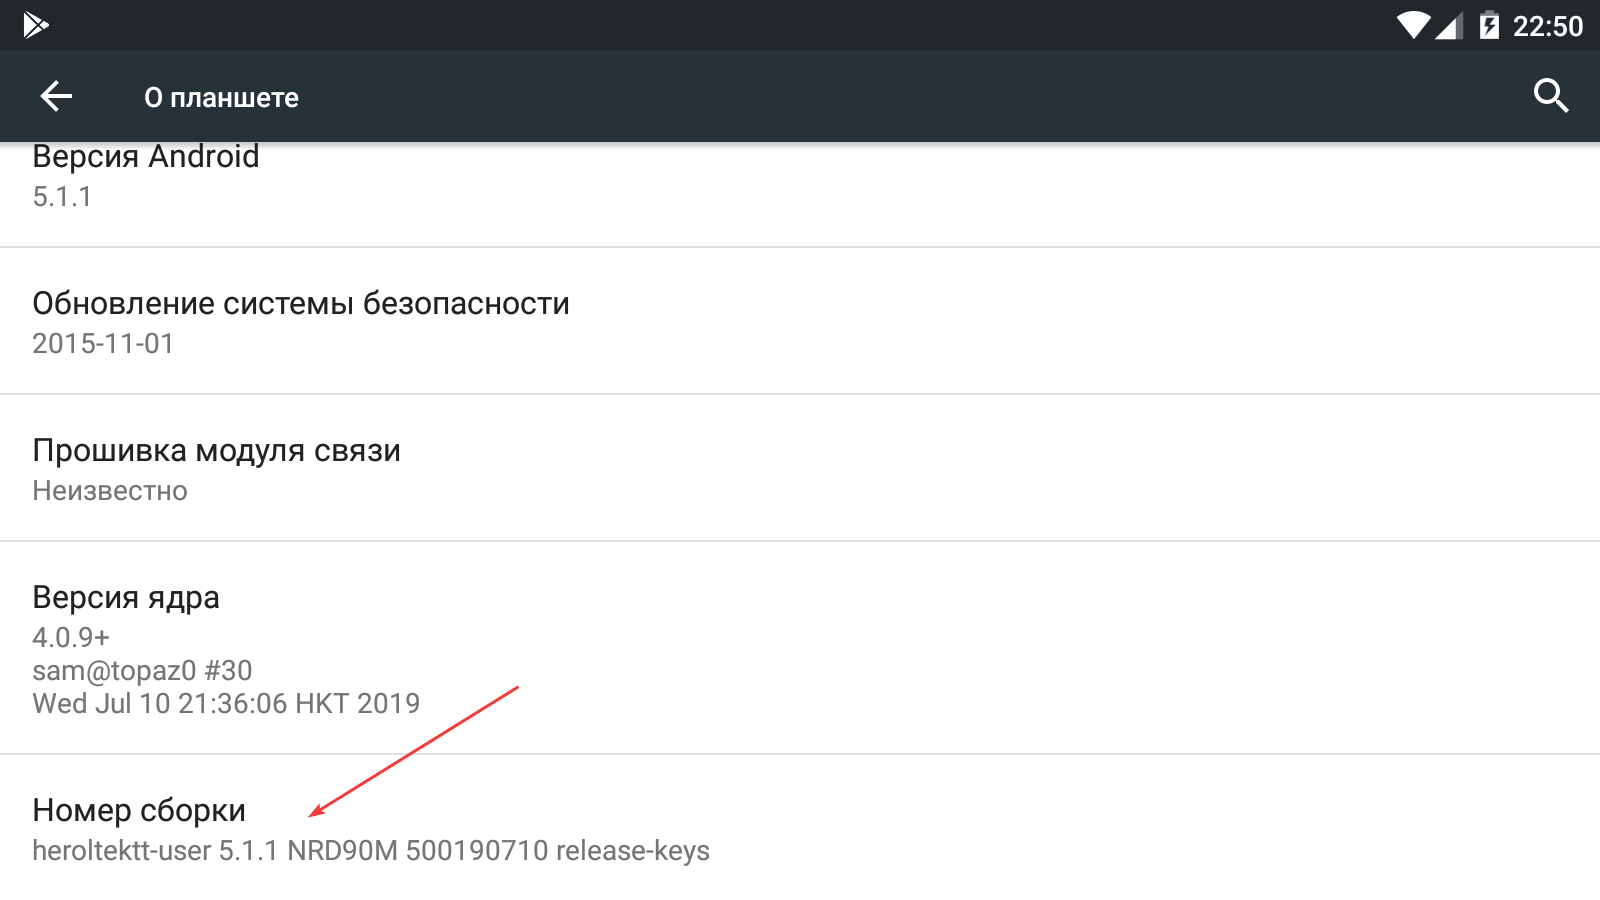 22:50
О планшете
Версия Android
5.1.1
Обновление системы безопасности
2015-11-01
Прошивка модуля связи
Неизвестно
Версия ядра
4.0.9+
sam@topaz0 #30
Wed Jul 10 21:36:06 HKT 2019
Номер сборки
heroltektt-user 5.1.1 NRD90M 500190710 release-keys